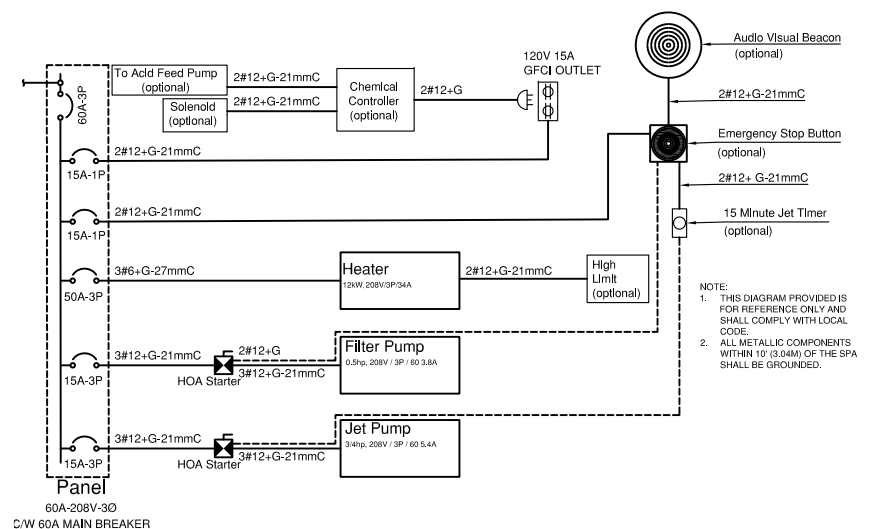 Audio Visual Beacon
(optional)
120V 15A
GFCI OUTLET
To Acid Feed Pump
(optional)
2#12+G-21mmC
Chemical
Controller
(optional)
2#12+G
Solenoid
(optional)
2#12+G-21mmC
60A-3P
2#12+G-21mmC
Emergency Stop Button
(optional)
2#12+G-21mmC
15A-1P
2#12+ G-21mmC
2#12+G-21mmC
15A-1P
15 Minute Jet Timer
(optional)
3#6+G-27mmC
50A-3P
Heater
12kW, 208V/3P/34A
2#12+G-21mmC
High
Limit
(optional)
NOTE:
1. THIS DIAGRAM PROVIDED IS
FOR REFERENCE ONLY AND
SHALL COMPLY WITH LOCAL
CODE.
2. ALL METALLIC COMPONENTS
WITHIN 10' (3.04M) OF THE SPA
SHALL BE GROUNDED.
3#12+G-21mmC
15A-3P
2#12+G
HOA Starter
3#12+G-21mmC
Filter Pump
0.5hp, 208V / 3P / 60 3.8A
3#12+G-21mmC
15A-3P
HOA Starter
3#12+G-21mmC
Jet Pump
3/4hp, 208V / 3P / 60 5.4A
Panel
60A-208V-3Ø
C/W 60A MAIN BREAKER